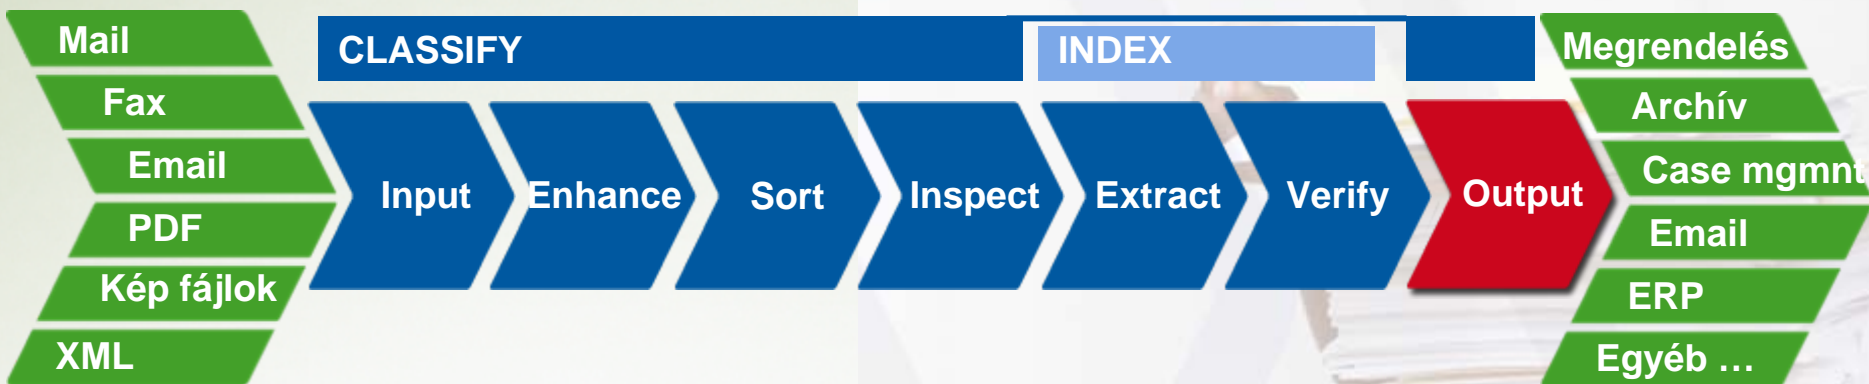 Mail
Fax
Email
PDF
Kép fájlok
XML
CLASSIFY
INDEX
Input
Enhance
Sort
Inspect
Extract
Verify
Output
Megrendelés
Archív
Case mgmnt
Email
ERP
Egyéb …